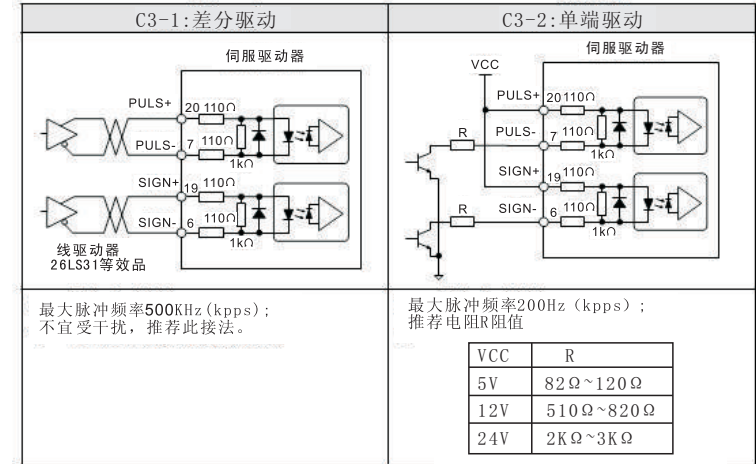 C3-1:差分驱动
C3-2:单端驱动
伺服驱动器
PULS+
20 110Ω
PULS-
7 110Ω
1kΩ
SIGN+
19 110Ω
SIGN-
6 110Ω
1kΩ
线驱动器
26LS31等效品
伺服驱动器
VCC
PULS+
20 110Ω
R
PULS-
7 110Ω
1kΩ
SIGN+
19 110Ω
R
SIGN-
6 110Ω
1kΩ
最大脉冲频率500KHz(kpps);
不宜受干扰，推荐此接法。
最大脉冲频率200Hz (kpps) ;
推荐电阻R阻值
VCC R
5V 82Ω~120Ω
12V 510Ω~820Ω
24V 2KΩ~3KΩ